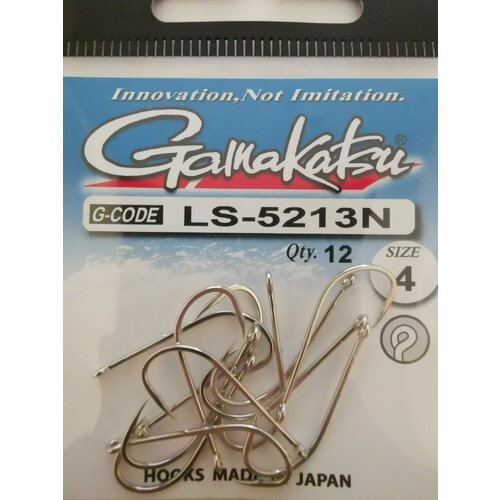 Innovation, Not Imitation.
Gamakatsu®
G-CODE LS-5213N
Qty. 12
SIZE
4
HOOKS MADE IN JAPAN